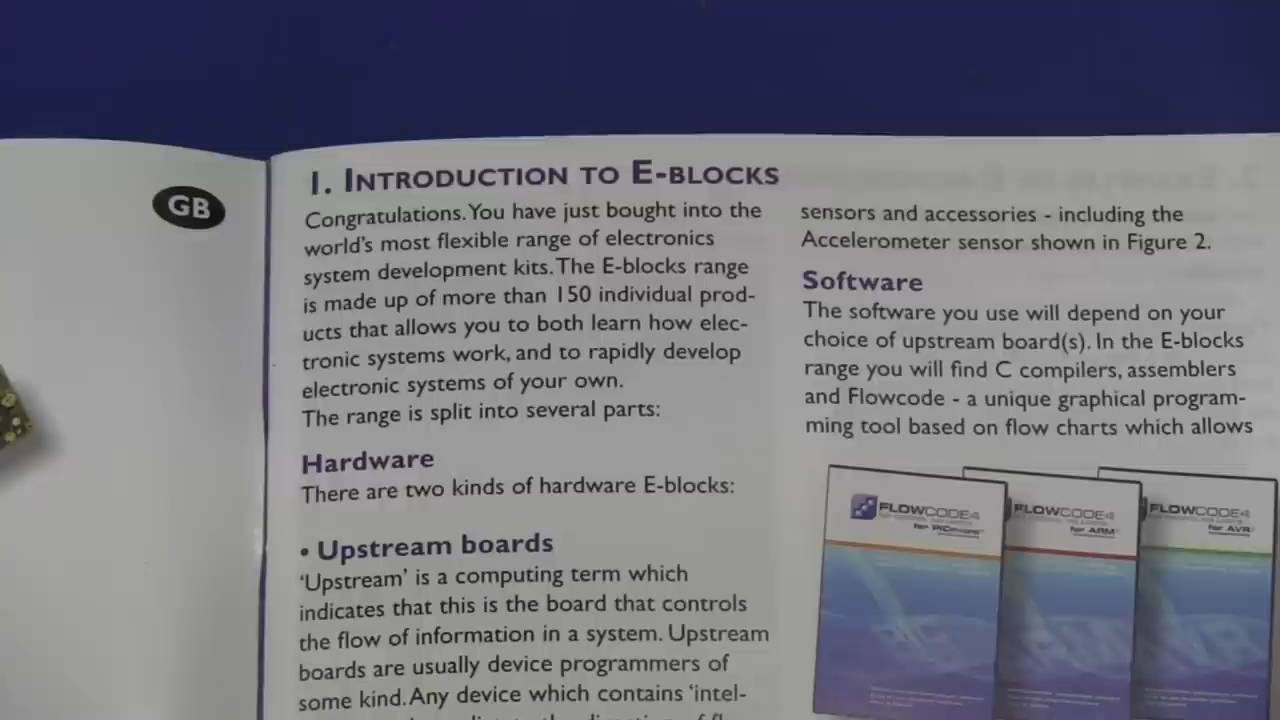 GB
1. INTRODUCTION TO E-BLOCKS
Congratulations. You have just bought into the
world's most flexible range of electronics
system development kits. The E-blocks range
is made up of more than 150 individual prod-
ucts that allows you to both learn how elec-
tronic systems work, and to rapidly develop
electronic systems of your own.
The range is split into several parts:
Hardware
There are two kinds of hardware E-blocks:
• Upstream boards
'Upstream' is a computing term which
indicates that this is the board that controls
the flow of information in a system. Upstream
boards are usually device programmers of
some kind. Any device which contains 'intel-
sensors and accessories - including the
Accelerometer sensor shown in Figure 2.
Software
The software you use will depend on your
choice of upstream board(s). In the E-blocks
range you will find C compilers, assemblers
and Flowcode - a unique graphical program-
ming tool based on flow charts which allows
FLOWCODE4
for PICmicro
FLOWCODE4
for ARM
FLOWCODE4
for AVR